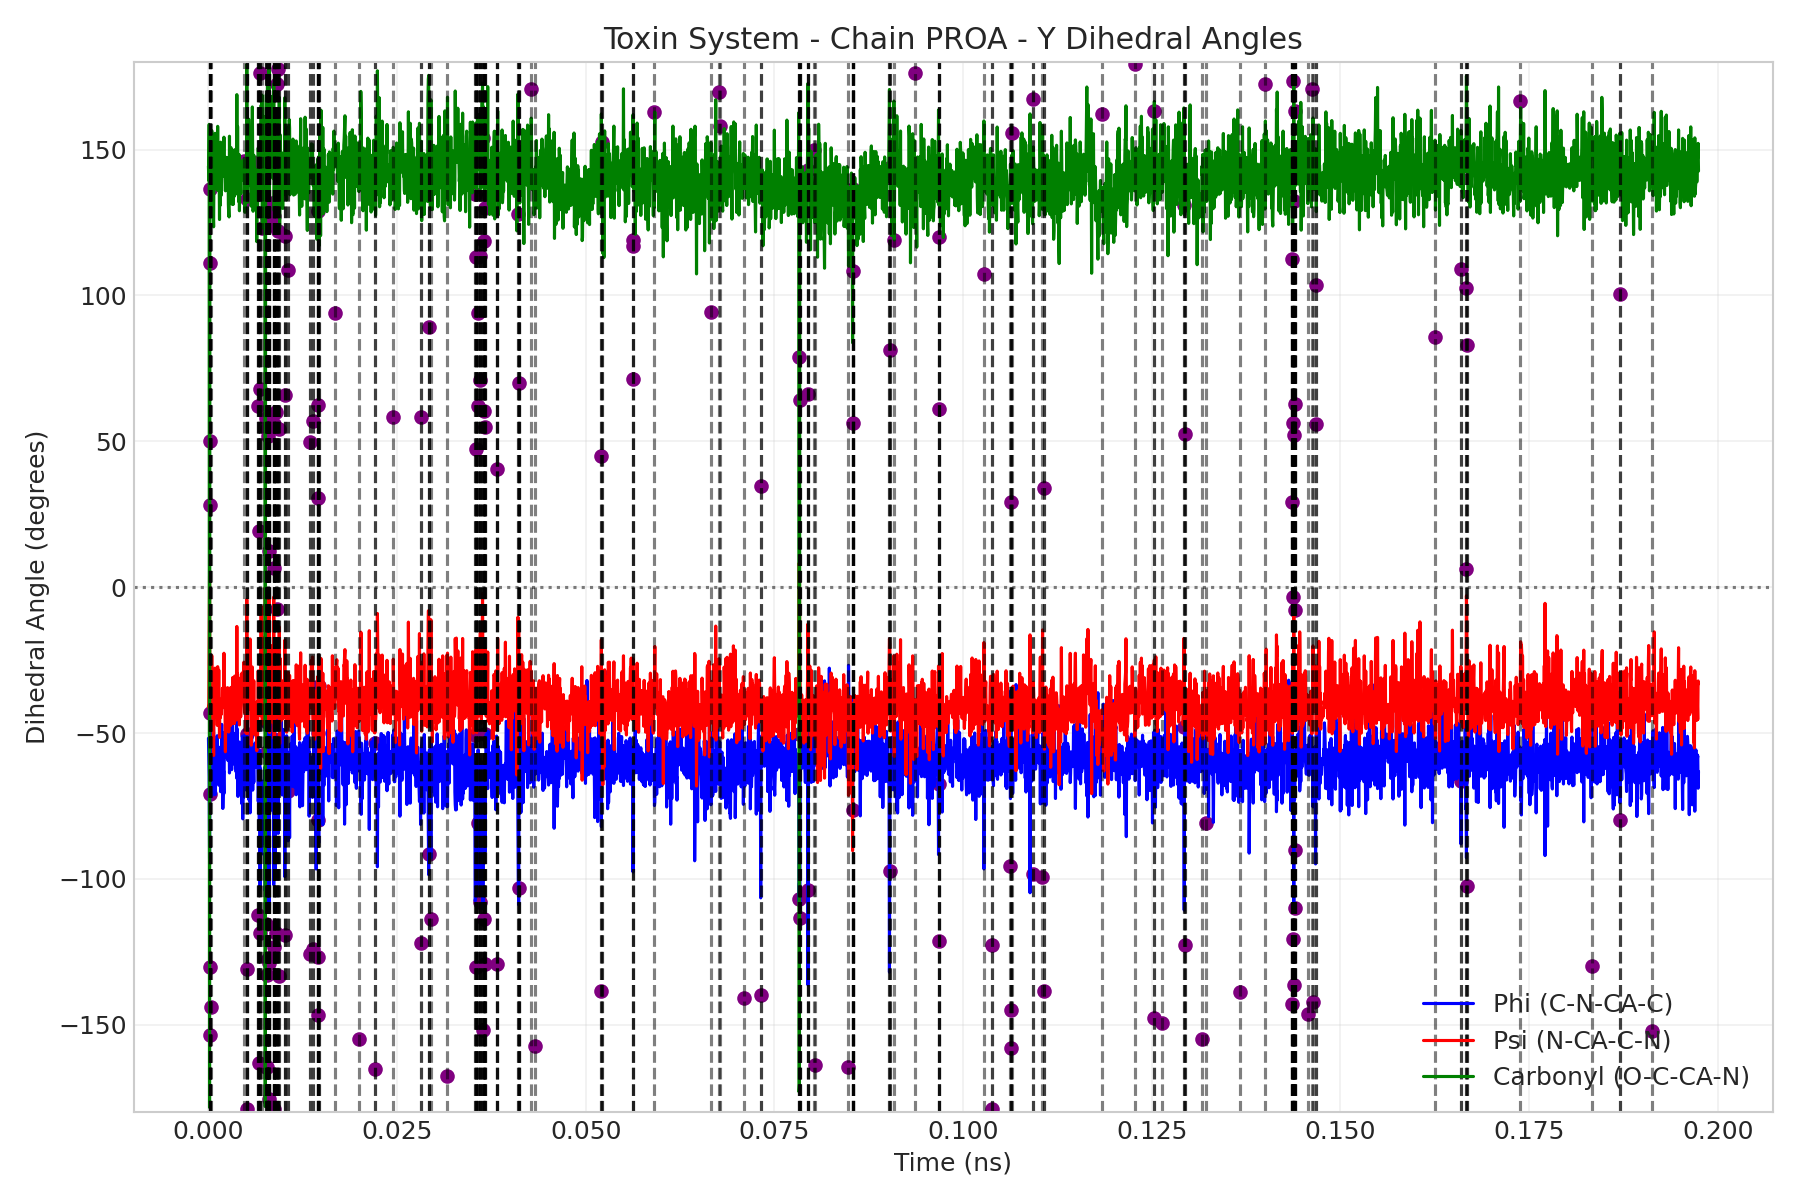 Toxin System - Chain PROA - Y Dihedral Angles
Dihedral Angle (degrees)
150
100
50
0
−50
−100
−150
Phi (C-N-CA-C)
Psi (N-CA-C-N)
Carbonyl (O-C-CA-N)
0.000 0.025 0.050 0.075 0.100 0.125 0.150 0.175 0.200
Time (ns)